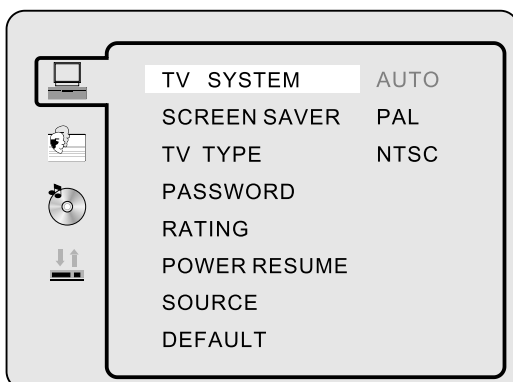 TV SYSTEM AUTO
SCREEN SAVER PAL
TV TYPE NTSC
PASSWORD
RATING
POWER RESUME
SOURCE
DEFAULT